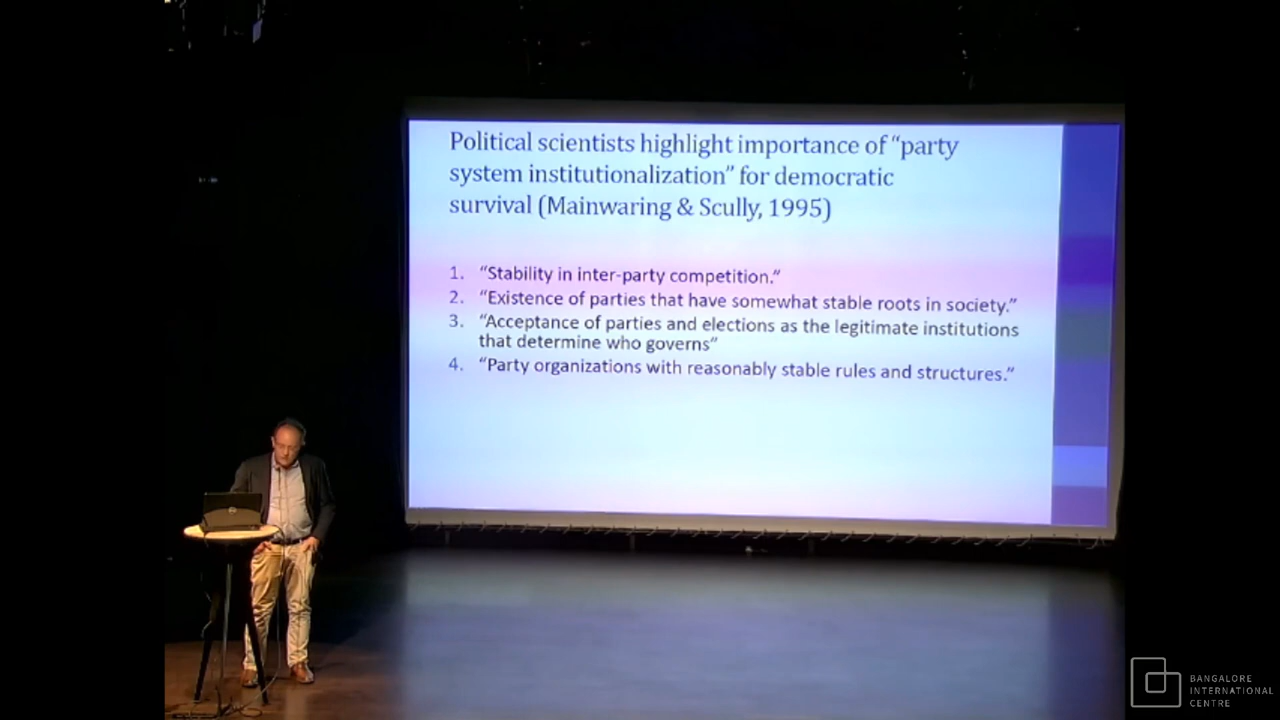 Political scientists highlight importance of “party
system institutionalization” for democratic
survival (Mainwaring & Scully, 1995)
1. “Stability in inter-party competition.”
2. “Existence of parties that have somewhat stable roots in society.”
3. “Acceptance of parties and elections as the legitimate institutions
that determine who governs”
4. “Party organizations with reasonably stable rules and structures.”
BANGALORE
INTERNATIONAL
CENTRE